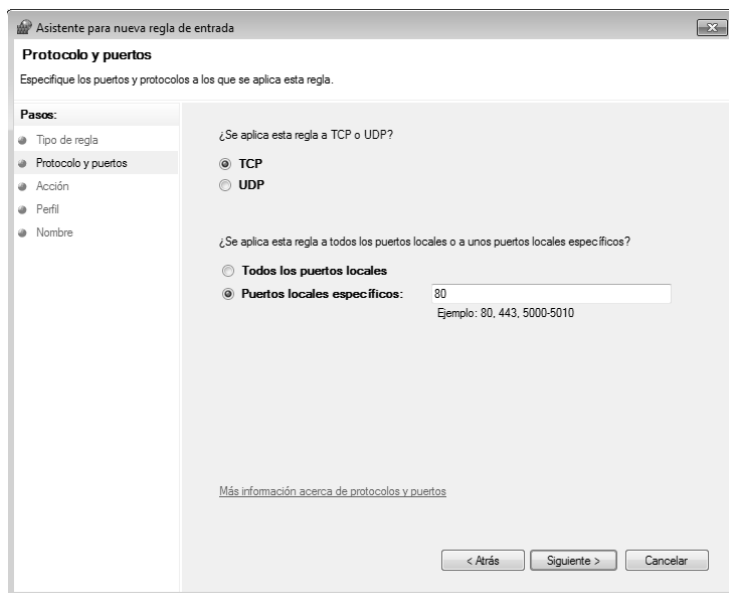 Asistente para nueva regla de entrada
Protocolo y puertos
Especifique los puertos y protocolos a los que se aplica esta regla.
Pasos:
Tipo de regla
Protocolo y puertos
Acción
Perfil
Nombre
¿Se aplica esta regla a TCP o UDP?
TCP
UDP
¿Se aplica esta regla a todos los puertos locales o a unos puertos locales específicos?
Todos los puertos locales
Puertos locales específicos: 80
Ejemplo: 80, 443, 5000-5010
Más información acerca de protocolos y puertos
< Atrás Siguiente > Cancelar